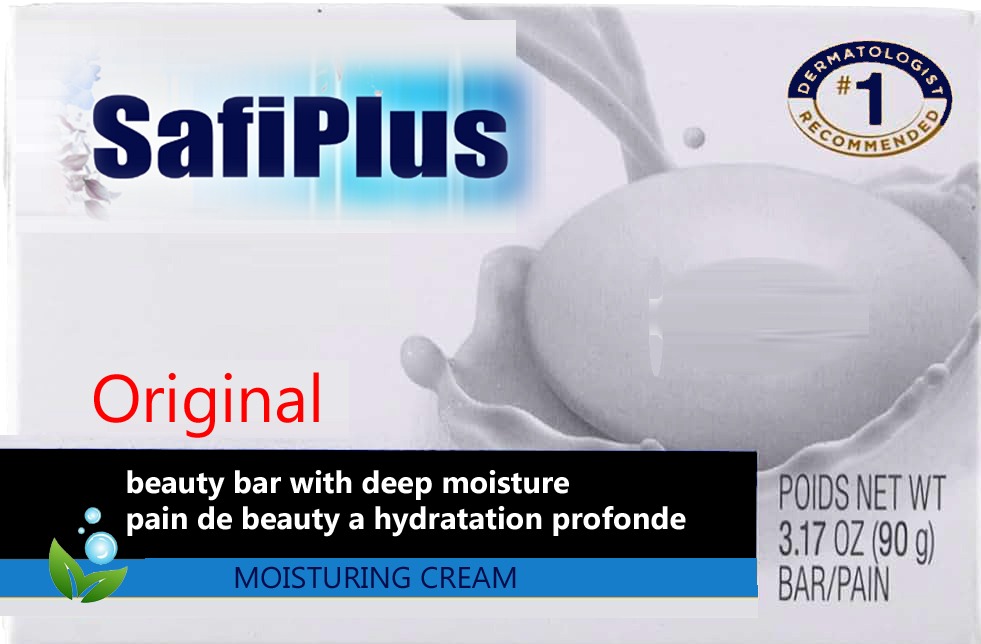 SafiPlus
DERMATOLOGIST
#1
RECOMMENDED
Original
beauty bar with deep moisture
pain de beauty a hydratation profonde
MOISTURING CREAM
POIDS NET WT
3.17 OZ (90 g)
BAR/PAIN